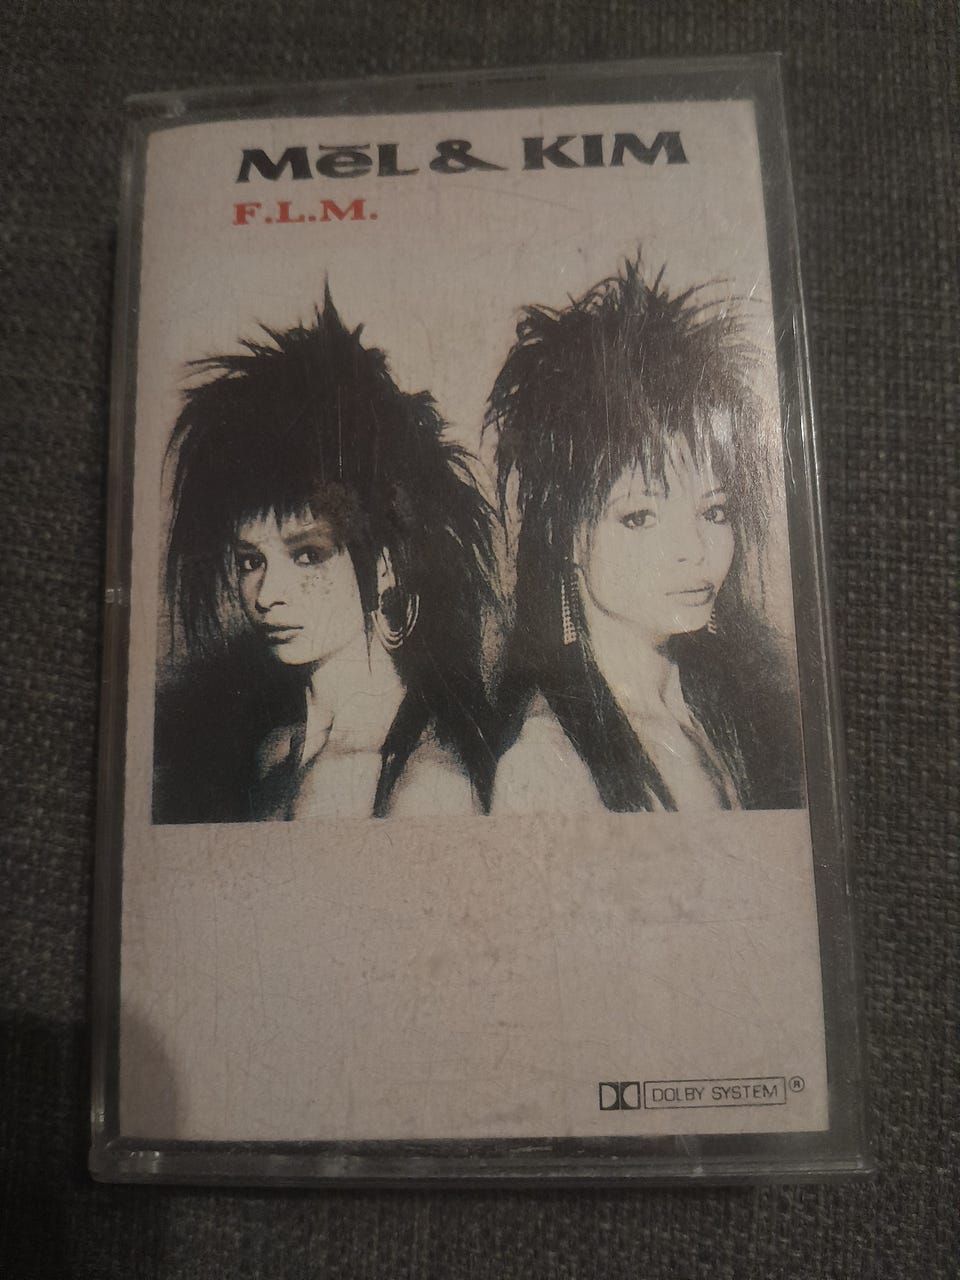 MēL & KIM
F.L.M.
DOLBY SYSTEM ®